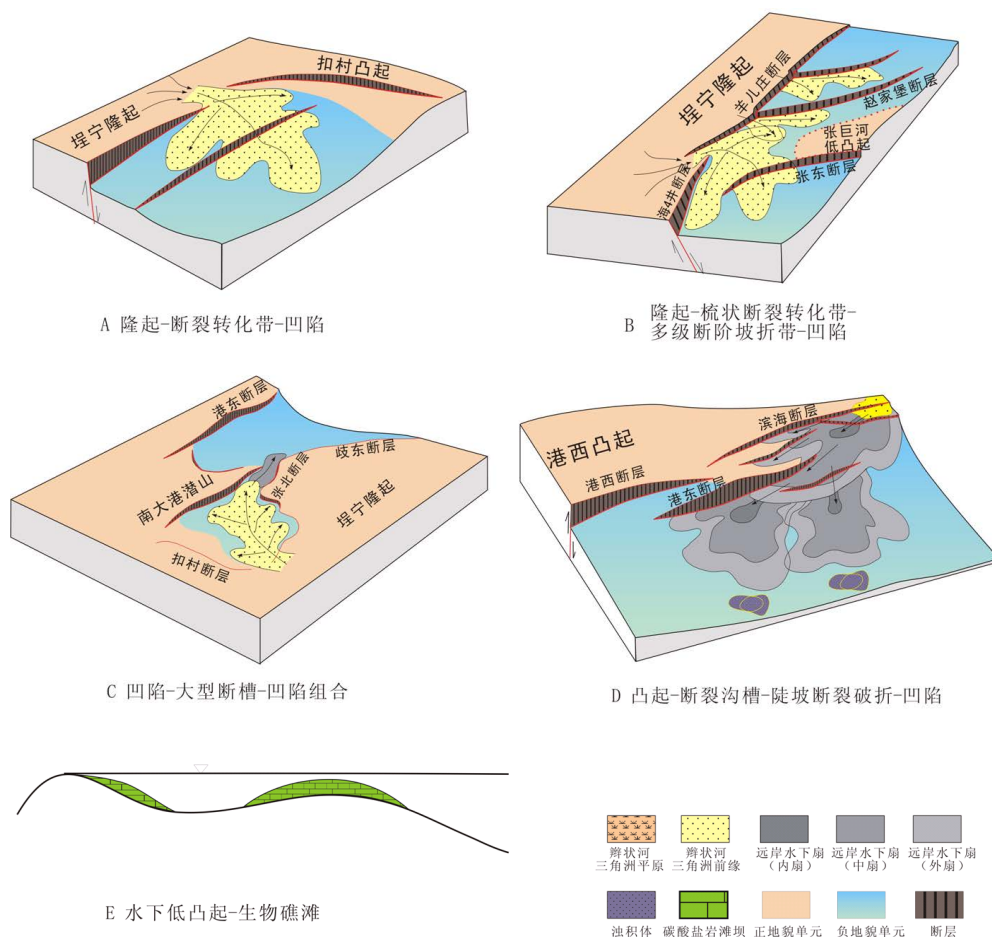 扣村凸起
埕宁隆起
A 隆起-断裂转化带-凹陷
埕宁隆起
羊儿庄断层
赵家堡断层
张巨河
低凸起
张东断层
海4井断层
B 隆起-梳状断裂转化带-
多级断阶坡折带-凹陷
港东断层
南大港潜山
张北断层
歧东断层
埕宁隆起
扣村断层
C 凹陷-大型断槽-凹陷组合
滨海断层
港西凸起
港西断层
港东断层
D 凸起-断裂沟槽-陡坡断裂破折-凹陷
E 水下低凸起-生物礁滩
辫状河
三角洲平原
辫状河
三角洲前缘
远岸水下扇
（内扇）
远岸水下扇
（中扇）
远岸水下扇
（外扇）
浊积体
碳酸盐岩滩坝
正地貌单元
负地貌单元
断层